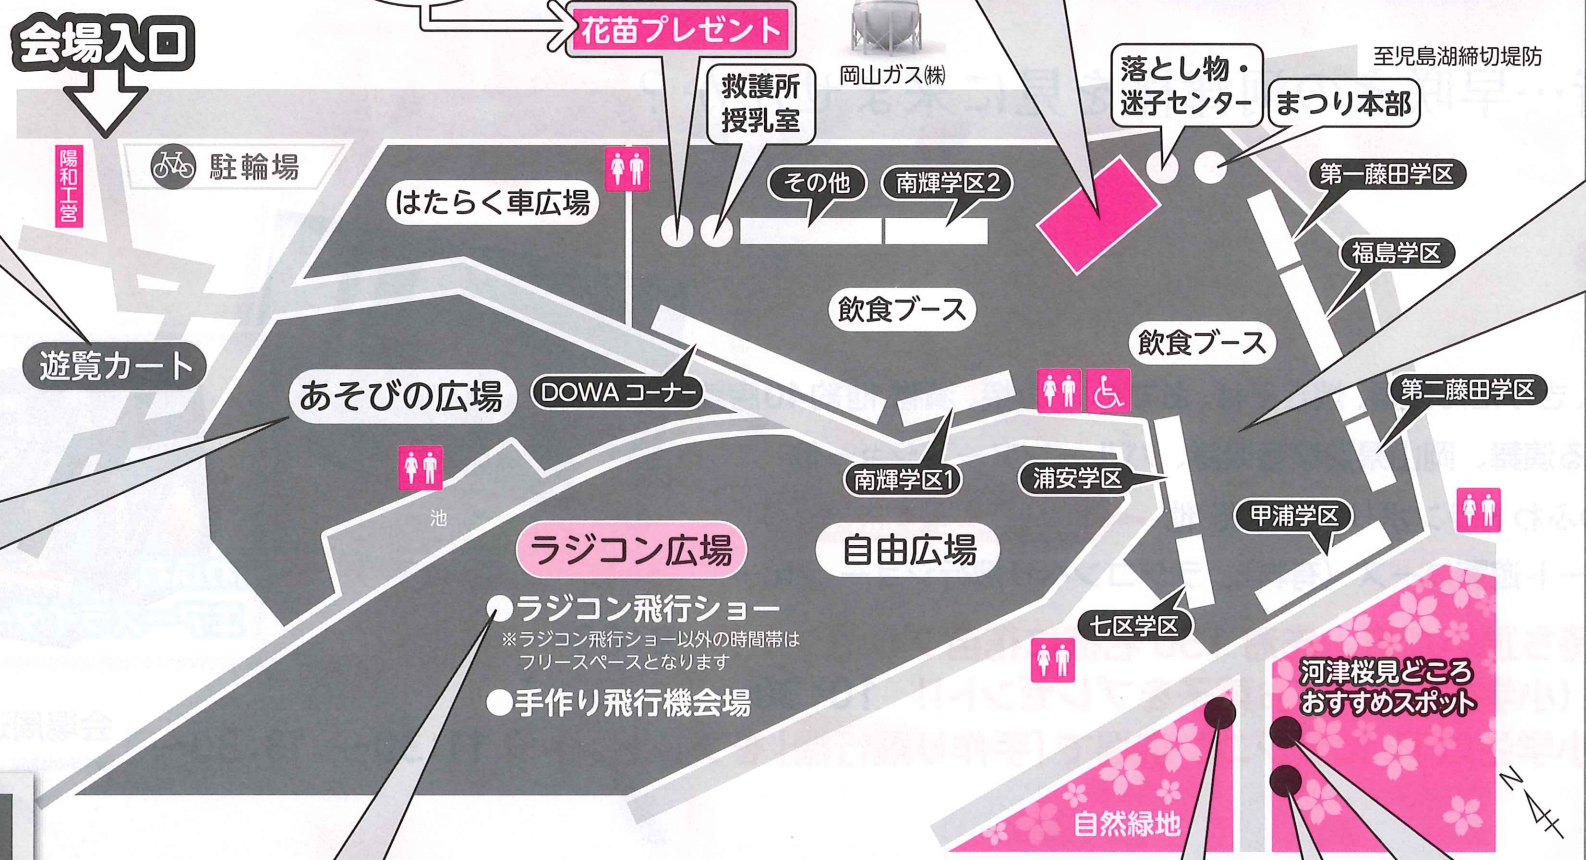 会場入口
花苗プレゼント
岡山ガス㈱
救護所
授乳室
落とし物・
迷子センター
まつり本部
至児島湖締切堤防
陽和工営
駐輪場
はたらく車広場
その他
南輝学区2
第一藤田学区
福島学区
飲食ブース
飲食ブース
遊覧カート
あそびの広場
DOWA コーナー
第二藤田学区
南輝学区1
浦安学区
甲浦学区
池
ラジコン広場
自由広場
●ラジコン飛行ショー
※ラジコン飛行ショー以外の時間帯は
フリースペースとなります
●手作り飛行機会場
七区学区
河津桜見どころ
おすすめスポット
自然緑地
N